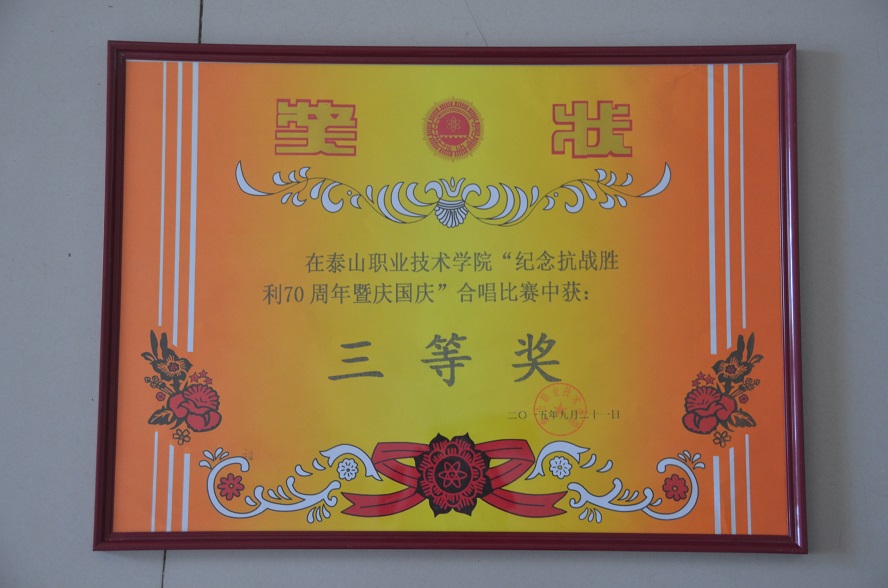 奖 状
在泰山职业技术学院“纪念抗战胜
利70周年暨庆国庆”合唱比赛中获：
三等奖
二〇一五年九月二十一日